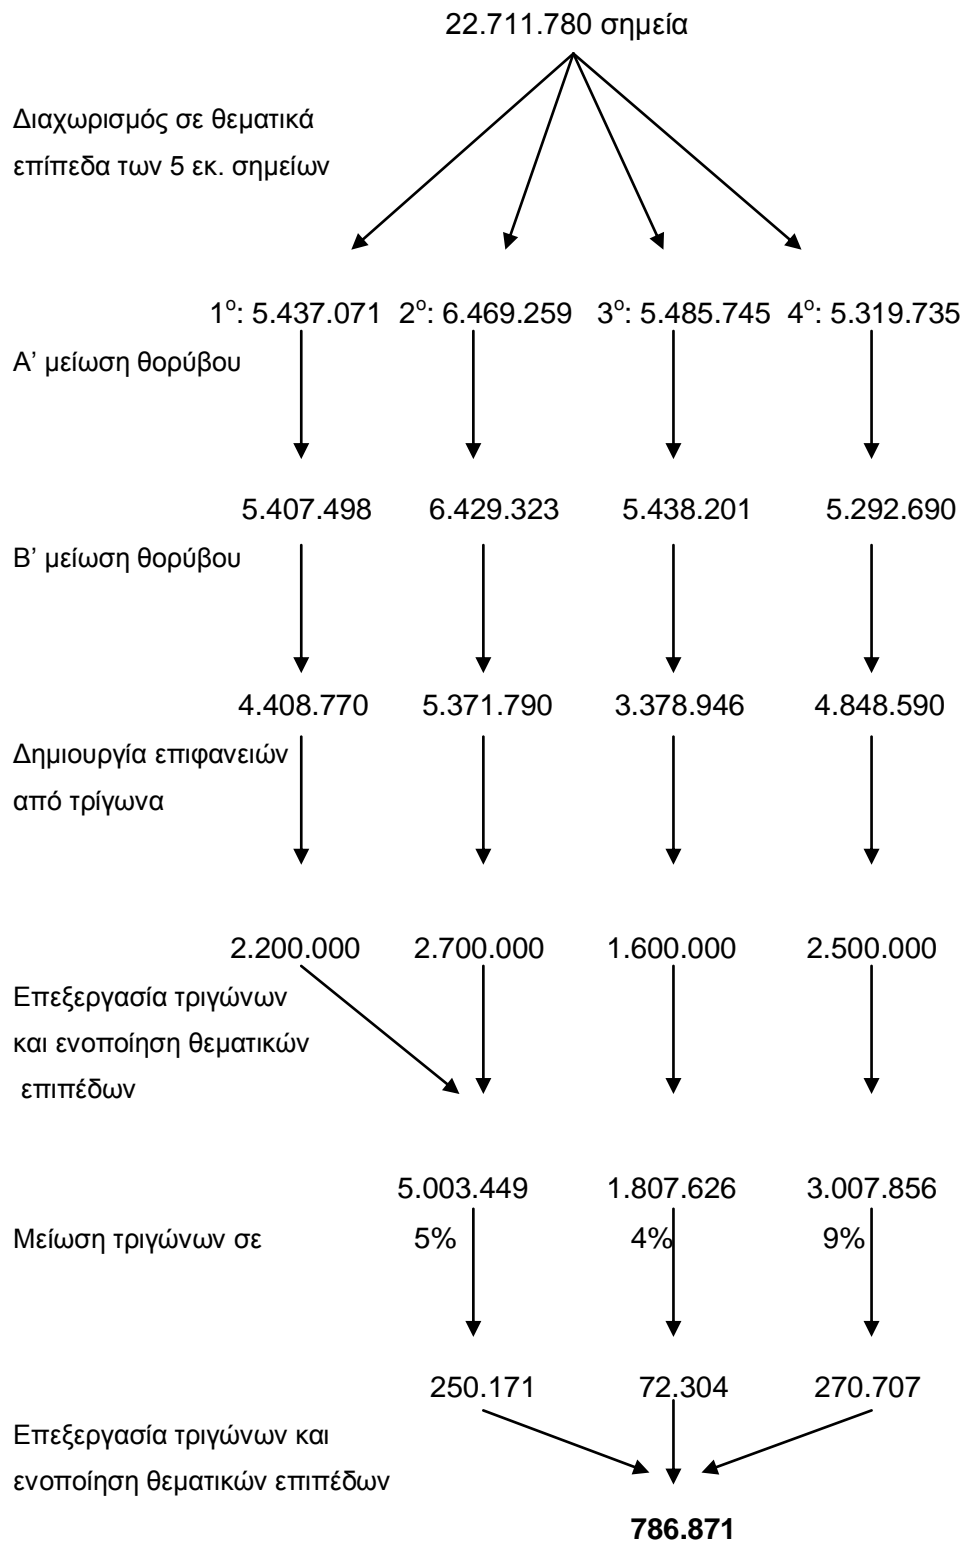 22.711.780 σημεία
Διαχωρισμός σε θεματικά
επίπεδα των 5 εκ. σημείων
1º: 5.437.071 2º: 6.469.259 3º: 5.485.745 4º: 5.319.735
Α’ μείωση θορύβου
5.407.498 6.429.323 5.438.201 5.292.690
Β’ μείωση θορύβου
4.408.770 5.371.790 3.378.946 4.848.590
Δημιουργία επιφανειών
από τρίγωνα
2.200.000 2.700.000 1.600.000 2.500.000
Επεξεργασία τριγώνων
και ενοποίηση θεματικών
επιπέδων
5.003.449 1.807.626 3.007.856
Μείωση τριγώνων σε 5% 4% 9%
250.171 72.304 270.707
Επεξεργασία τριγώνων και
ενοποίηση θεματικών επιπέδων
786.871